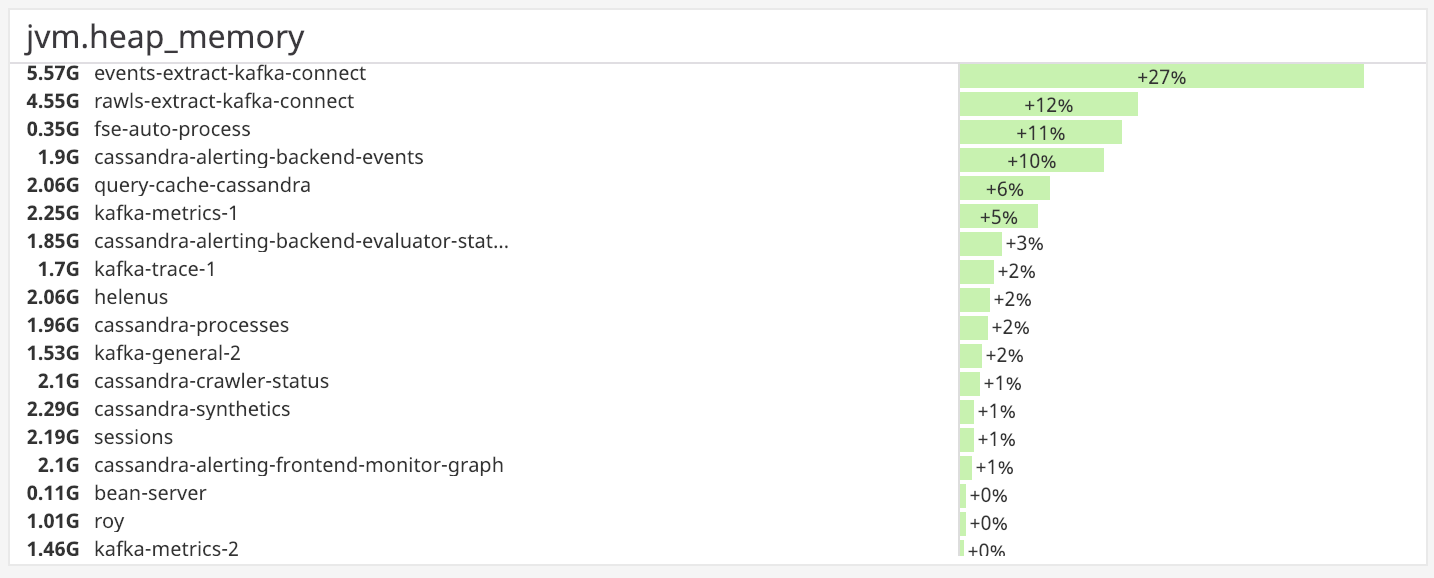 jvm.heap_memory
5.57G events-extract-kafka-connect +27%
4.55G rawls-extract-kafka-connect +12%
0.35G fse-auto-process +11%
1.9G cassandra-alerting-backend-events +10%
2.06G query-cache-cassandra +6%
2.25G kafka-metrics-1 +5%
1.85G cassandra-alerting-backend-evaluator-stat... +3%
1.7G kafka-trace-1 +2%
2.06G helenus +2%
1.96G cassandra-processes +2%
1.53G kafka-general-2 +2%
2.1G cassandra-crawler-status +1%
2.29G cassandra-synthetics +1%
2.19G sessions +1%
2.1G cassandra-alerting-frontend-monitor-graph +1%
0.11G bean-server +0%
1.01G roy +0%
1.46G kafka-metrics-2 +0%